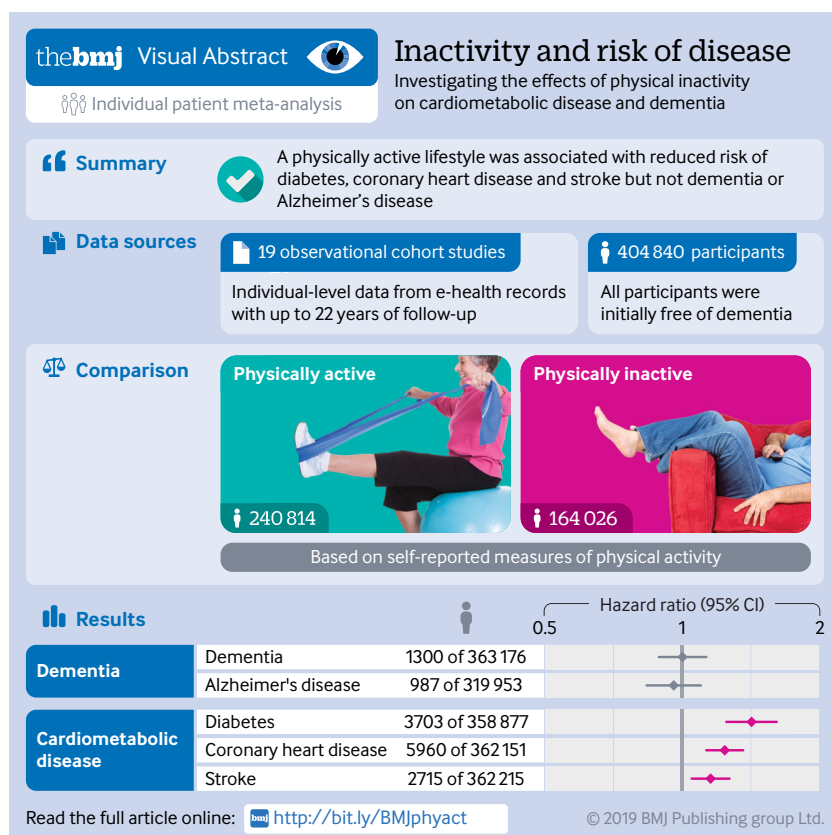 thebmj Visual Abstract
Individual patient meta-analysis
Inactivity and risk of disease
Investigating the effects of physical inactivity
on cardiometabolic disease and dementia
Summary
A physically active lifestyle was associated with reduced risk of
diabetes, coronary heart disease and stroke but not dementia or
Alzheimer's disease
Data sources
19 observational cohort studies
Individual-level data from e-health records
with up to 22 years of follow-up
404 840 participants
All participants were
initially free of dementia
Comparison
Physically active
240 814
Physically inactive
164 026
Based on self-reported measures of physical activity
Results
Hazard ratio (95% CI)
0.5 1 2
Dementia
Dementia 1300 of 363 176
Alzheimer's disease 987 of 319 953
Cardiometabolic
disease
Diabetes 3703 of 358 877
Coronary heart disease 5960 of 362 151
Stroke 2715 of 362 215
Read the full article online: bmj http://bit.ly/BMJphyact
© 2019 BMJ Publishing group Ltd.